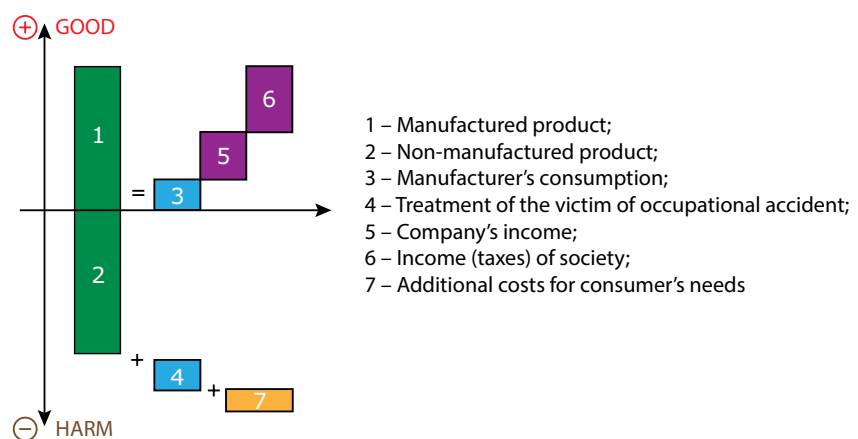 + GOOD
1
6
5
= 3
2
+
4
+ 7
− HARM
1 – Manufactured product;
2 – Non-manufactured product;
3 – Manufacturer’s consumption;
4 – Treatment of the victim of occupational accident;
5 – Company’s income;
6 – Income (taxes) of society;
7 – Additional costs for consumer’s needs